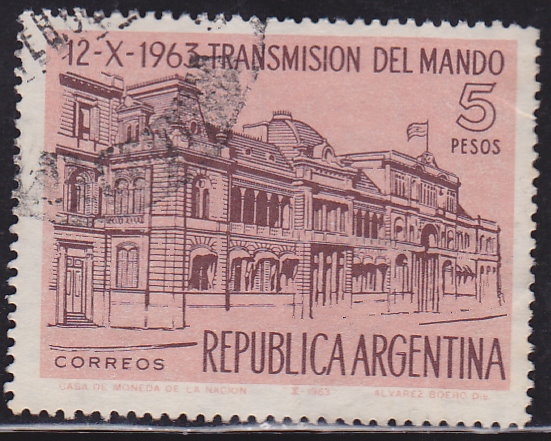 12-X-1963 TRANSMISION DEL MANDO
5
PESOS
CORREOS
REPUBLICA ARGENTINA
CASA DE MONEDA DE LA NACION X-1963 ALVAREZ BOERO Dib.